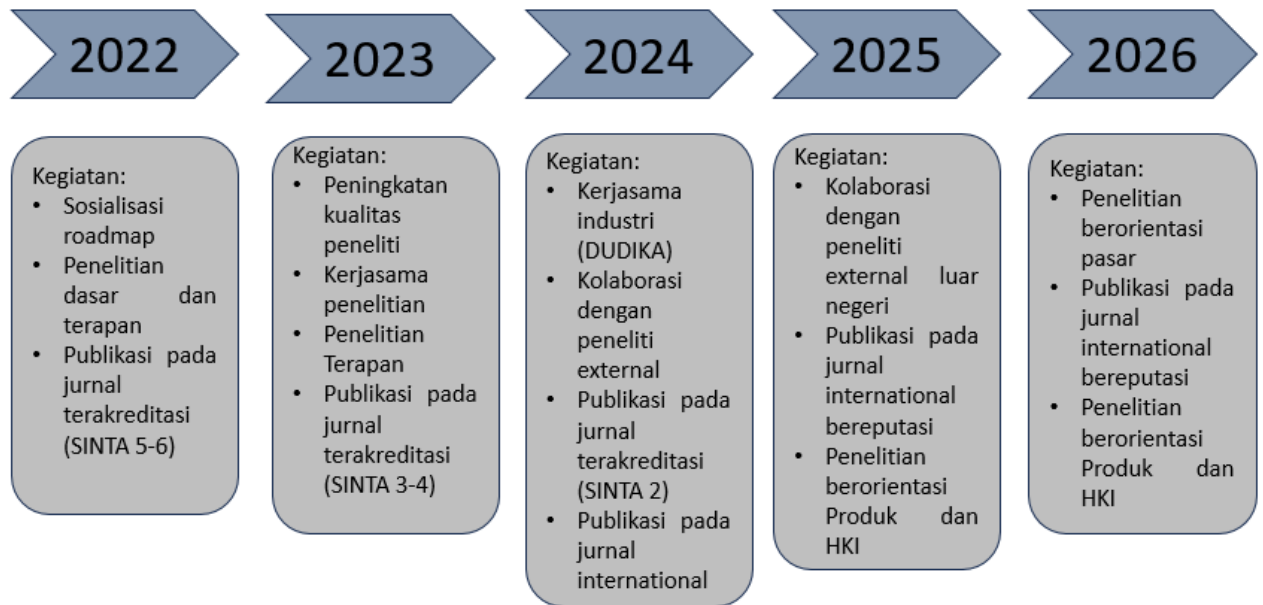 2022
2023
2024
2025
2026
Kegiatan:
• Sosialisasi
roadmap
• Penelitian
dasar dan
terapan
• Publikasi pada
jurnal
terakreditasi
(SINTA 5-6)
Kegiatan:
• Peningkatan
kualitas
peneliti
• Kerjasama
penelitian
• Penelitian
Terapan
• Publikasi pada
jurnal
terakreditasi
(SINTA 3-4)
Kegiatan:
• Kerjasama
industri
(DUDIKA)
• Kolaborasi
dengan
peneliti
external
• Publikasi pada
jurnal
terakreditasi
(SINTA 2)
• Publikasi pada
jurnal
international
Kegiatan:
• Kolaborasi
dengan
peneliti
external luar
negeri
• Publikasi pada
jurnal
international
bereputasi
• Penelitian
berorientasi
Produk dan
HKI
Kegiatan:
• Penelitian
berorientasi
pasar
• Publikasi pada
jurnal
international
bereputasi
• Penelitian
berorientasi
Produk dan
HKI